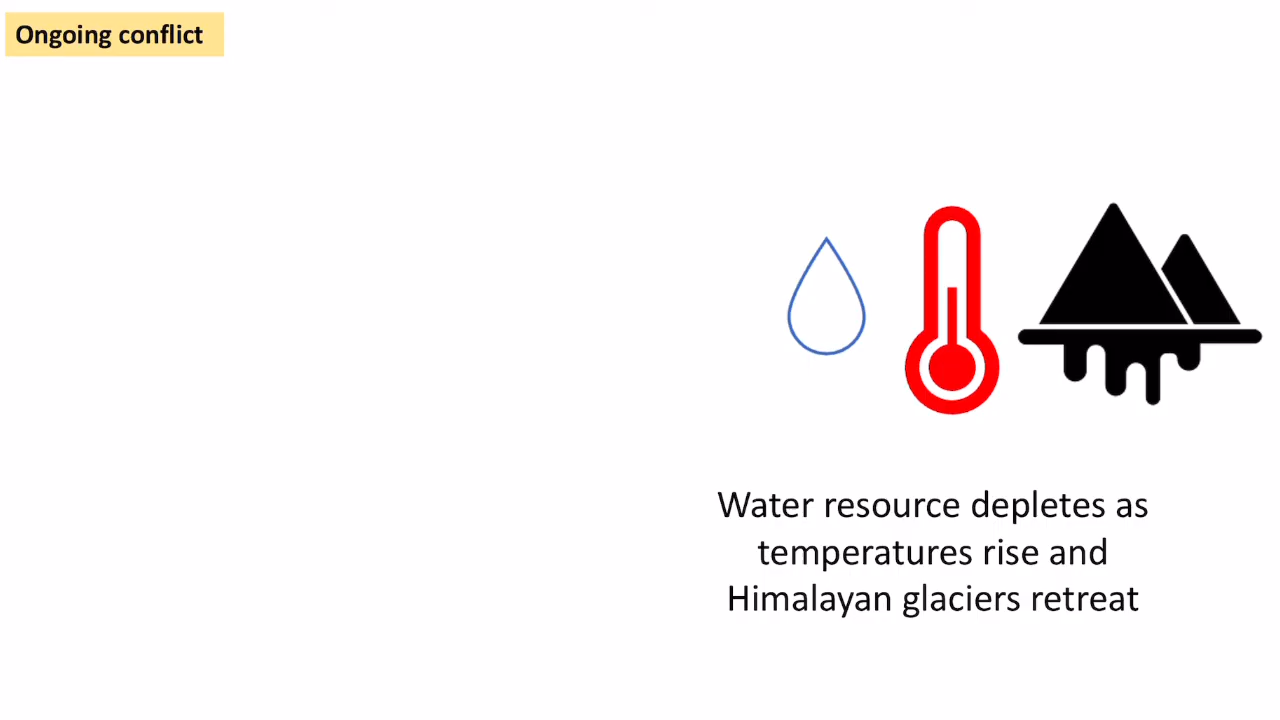 Ongoing conflict
Water resource depletes as
temperatures rise and
Himalayan glaciers retreat